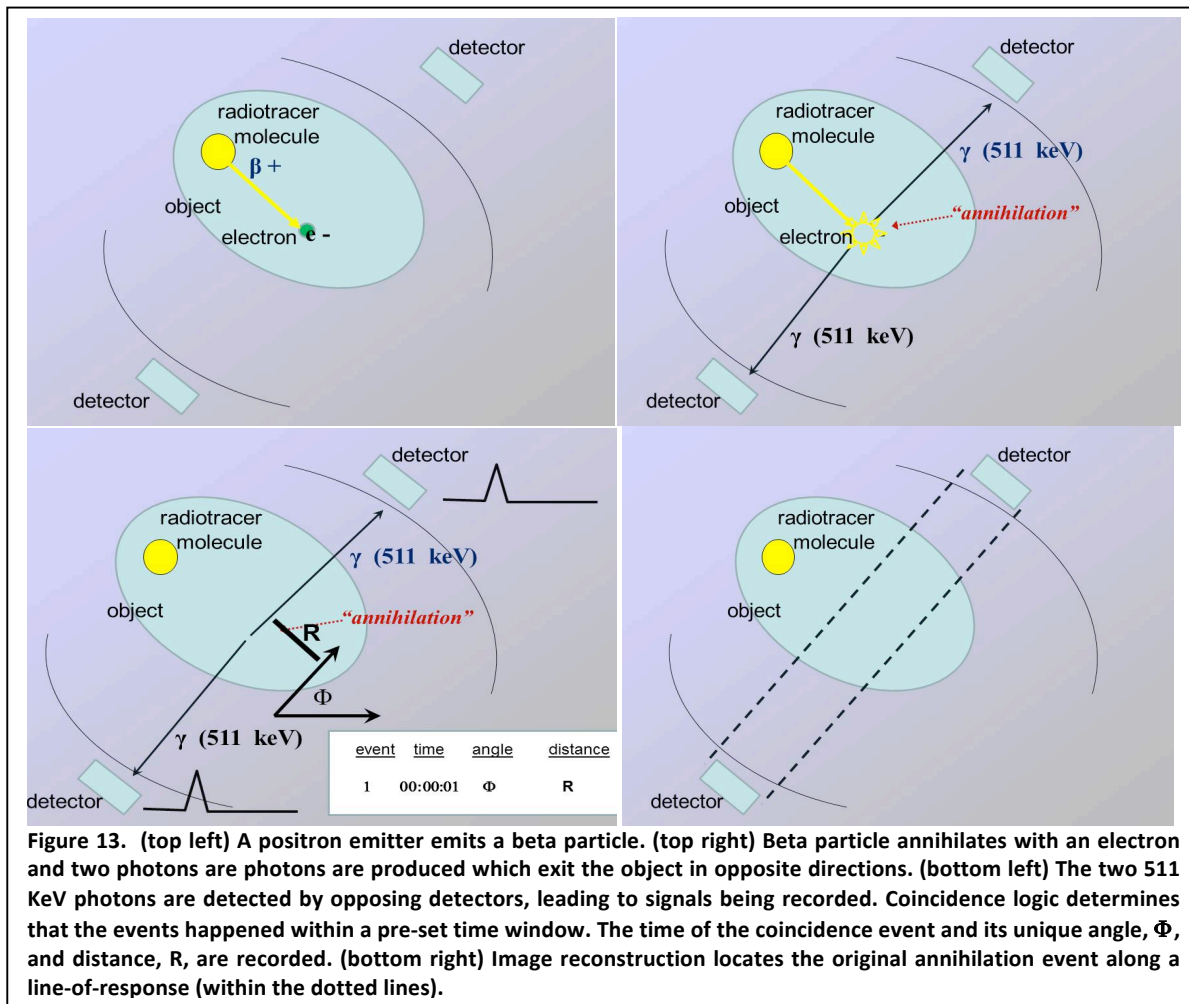 detector
radiotracer
molecule
β +
object
electron e -
detector
detector
radiotracer
molecule
γ (511 keV)
object
"annihilation"
electron
γ (511 keV)
detector
detector
radiotracer
molecule
γ (511 keV)
object
"annihilation"
R
Φ
γ (511 keV)
detector
event time angle distance
1 00:00:01 Φ R
detector
radiotracer
molecule
object
detector
Figure 13. (top left) A positron emitter emits a beta particle. (top right) Beta particle annihilates with an electron
and two photons are photons are produced which exit the object in opposite directions. (bottom left) The two 511
KeV photons are detected by opposing detectors, leading to signals being recorded. Coincidence logic determines
that the events happened within a pre-set time window. The time of the coincidence event and its unique angle, Φ,
and distance, R, are recorded. (bottom right) Image reconstruction locates the original annihilation event along a
line-of-response (within the dotted lines).